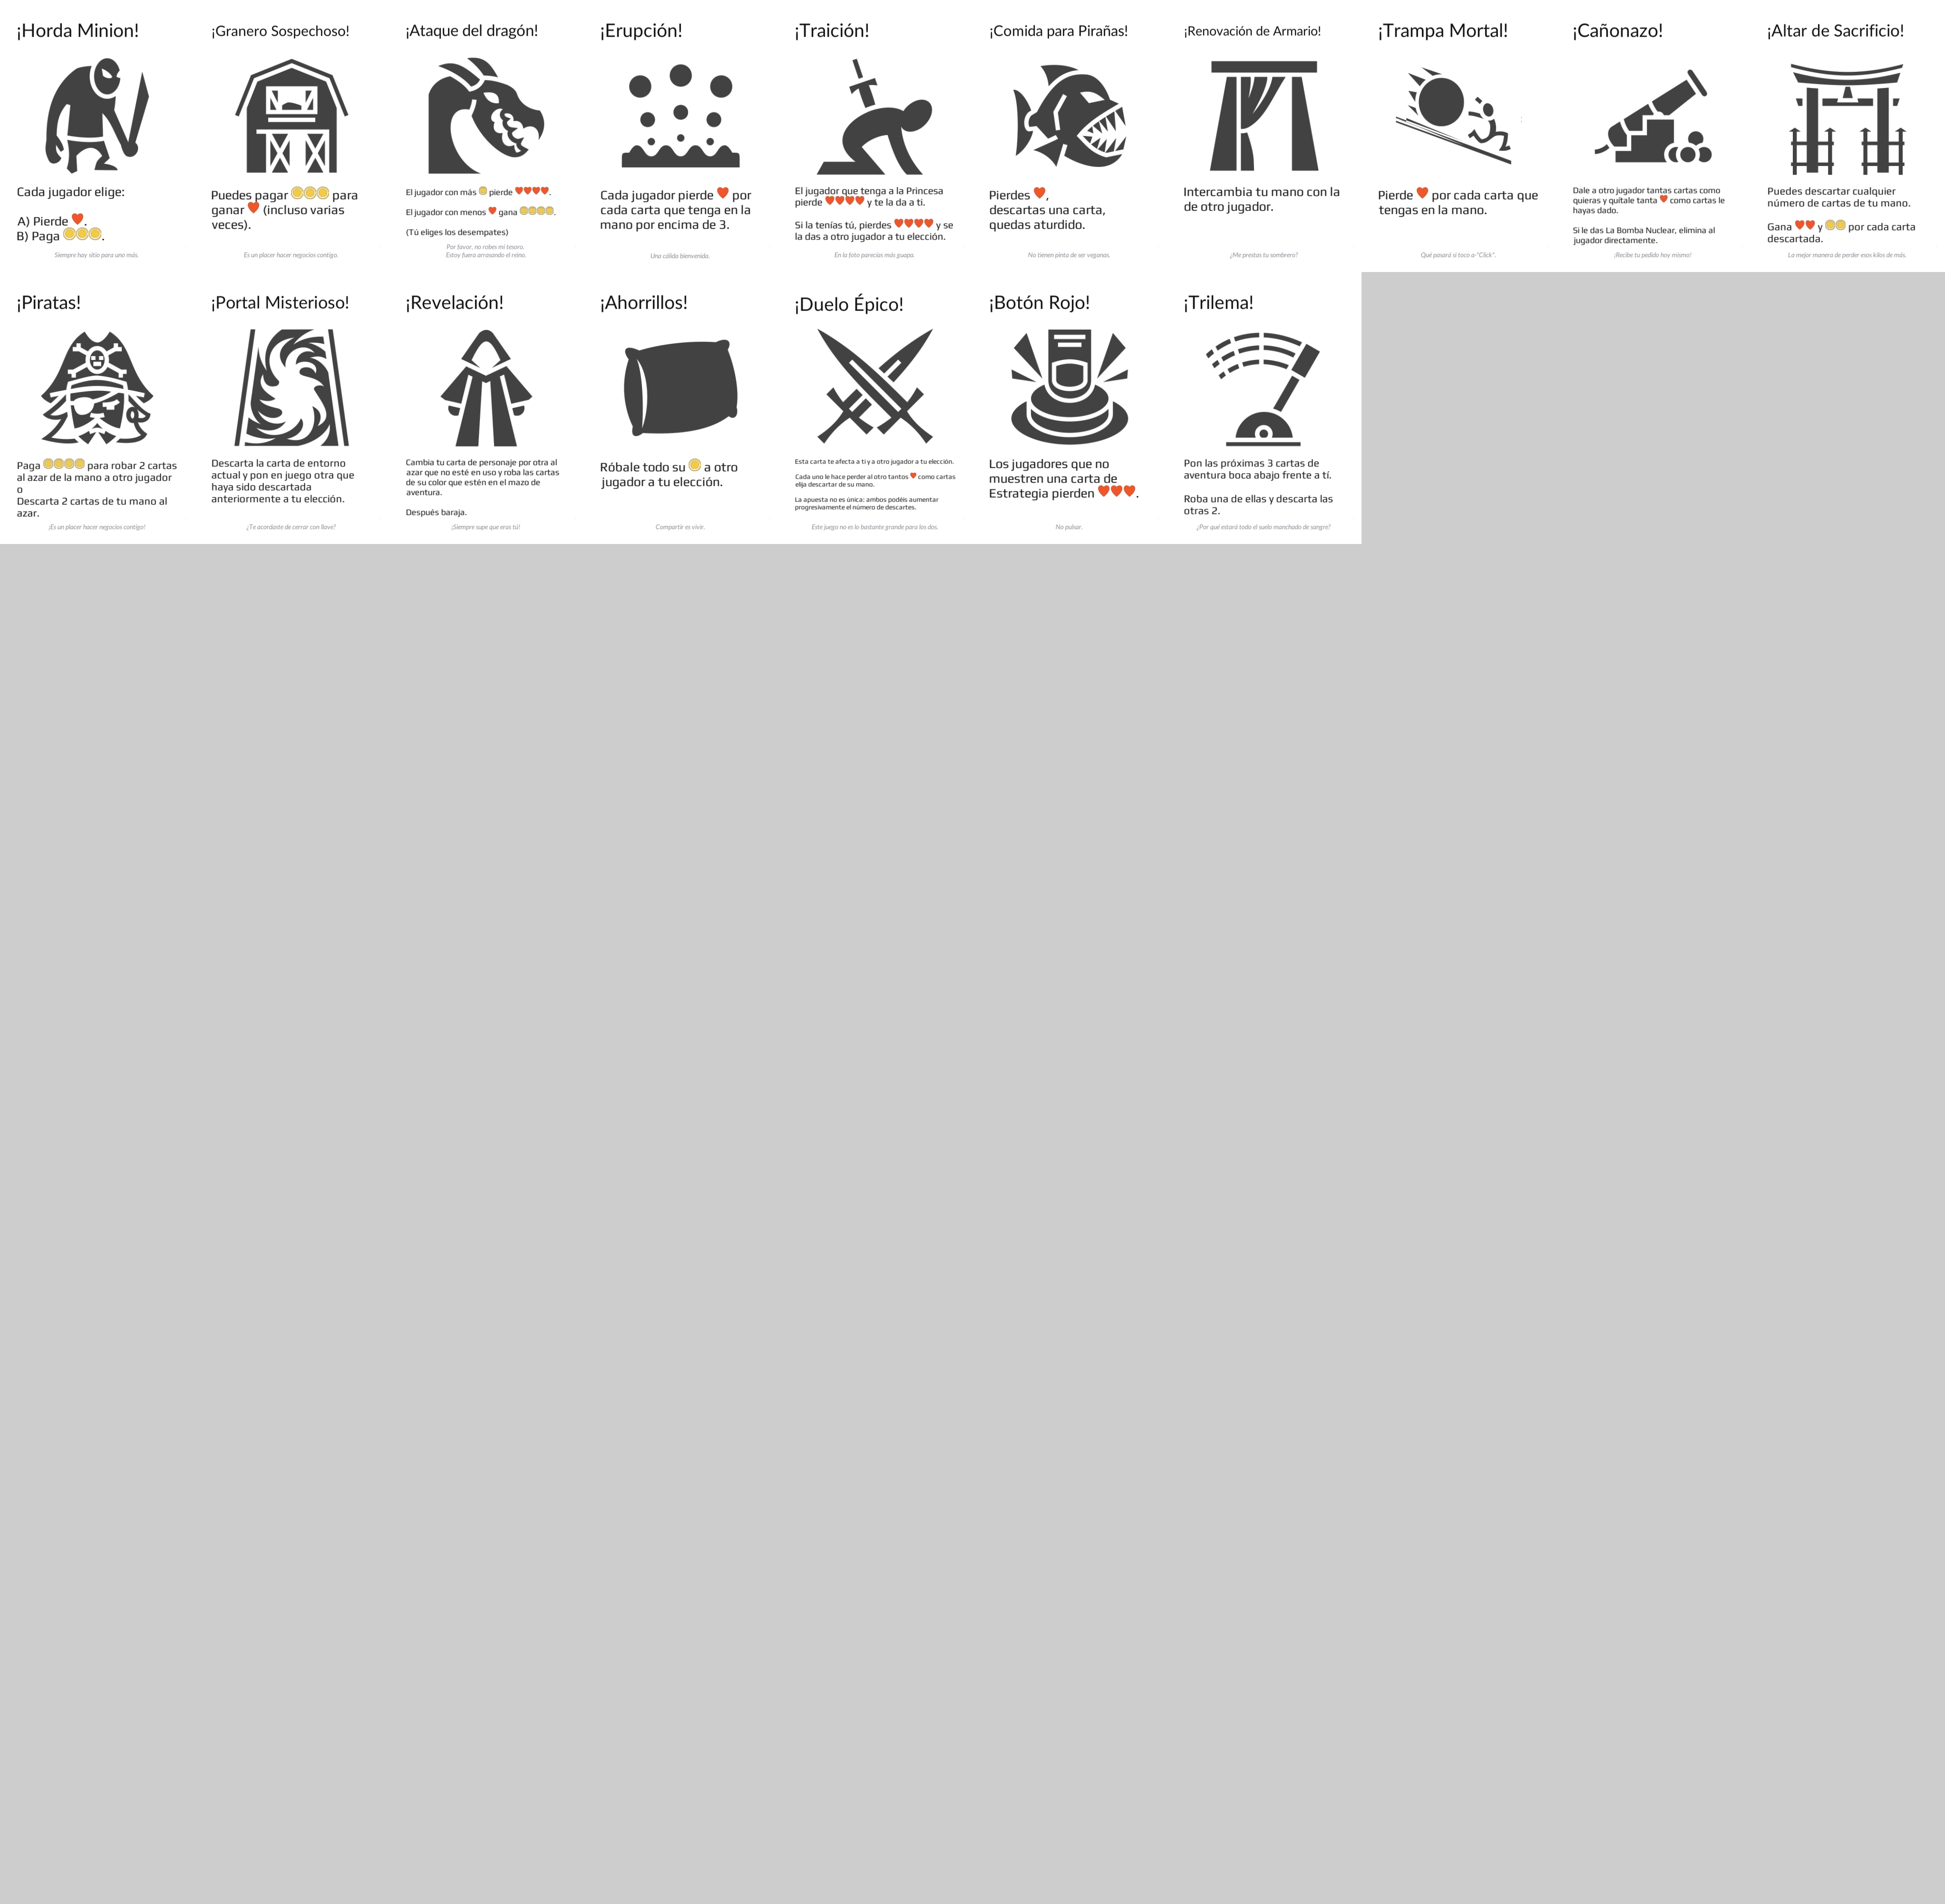 ¡Horda Minion!
Cada jugador elige:
A) Pierde ❤.
B) Paga 🟡🟡🟡.
Siempre hay sitio para uno más.
¡Granero Sospechoso!
Puedes pagar 🟡🟡🟡 para
ganar ❤ (incluso varias
veces).
Es un placer hacer negocios contigo.
¡Ataque del dragón!
El jugador con más 🟡 pierde ❤❤❤❤.
El jugador con menos ❤ gana 🟡🟡🟡🟡.
(Tú eliges los desempates)
Por favor, no robes mi tesoro.
Estoy fuera arrasando el reino.
¡Erupción!
Cada jugador pierde ❤ por
cada carta que tenga en la
mano por encima de 3.
Una cálida bienvenida.
¡Traición!
El jugador que tenga a la Princesa
pierde ❤❤❤❤ y te la da a ti.
Si la tenías tú, pierdes ❤❤❤❤ y se
la das a otro jugador a tu elección.
En la foto parecías más guapa.
¡Comida para Pirañas!
Pierdes ❤,
descartas una carta,
quedas aturdido.
No tienen pinta de ser veganas.
¡Renovación de Armario!
Intercambia tu mano con la
de otro jugador.
¿Me prestas tu sombrero?
¡Trampa Mortal!
Pierde ❤ por cada carta que
tengas en la mano.
Qué pasará si toco a-"Click".
¡Cañonazo!
Dale a otro jugador tantas cartas como
quieras y quítale tanta ❤ como cartas le
hayas dado.
Si le das La Bomba Nuclear, elimina al
jugador directamente.
¡Recibe tu pedido hoy mismo!
¡Altar de Sacrificio!
Puedes descartar cualquier
número de cartas de tu mano.
Gana ❤❤ y 🟡🟡 por cada carta
descartada.
La mejor manera de perder esos kilos de más.
¡Piratas!
Paga 🟡🟡🟡🟡 para robar 2 cartas
al azar de la mano a otro jugador
o
Descarta 2 cartas de tu mano al
azar.
¡Es un placer hacer negocios contigo!
¡Portal Misterioso!
Descarta la carta de entorno
actual y pon en juego otra que
haya sido descartada
anteriormente a tu elección.
¿Te acordaste de cerrar con llave?
¡Revelación!
Cambia tu carta de personaje por otra al
azar que no esté en uso y roba las cartas
de su color que estén en el mazo de
aventura.
Después baraja.
¡Siempre supe que eras tú!
¡Ahorrillos!
Róbale todo su 🟡 a otro
jugador a tu elección.
Compartir es vivir.
¡Duelo Épico!
Esta carta te afecta a ti y a otro jugador a tu elección.
Cada uno le hace perder al otro tantos ❤ como cartas
elija descartar de su mano.
La apuesta no es única: ambos podéis aumentar
progresivamente el número de descartes.
Este juego no es lo bastante grande para los dos.
¡Botón Rojo!
Los jugadores que no
muestren una carta de
Estrategia pierden ❤❤❤.
No pulsar.
¡Trilema!
Pon las próximas 3 cartas de
aventura boca abajo frente a tí.
Roba una de ellas y descarta las
otras 2.
¿Por qué estará todo el suelo manchado de sangre?